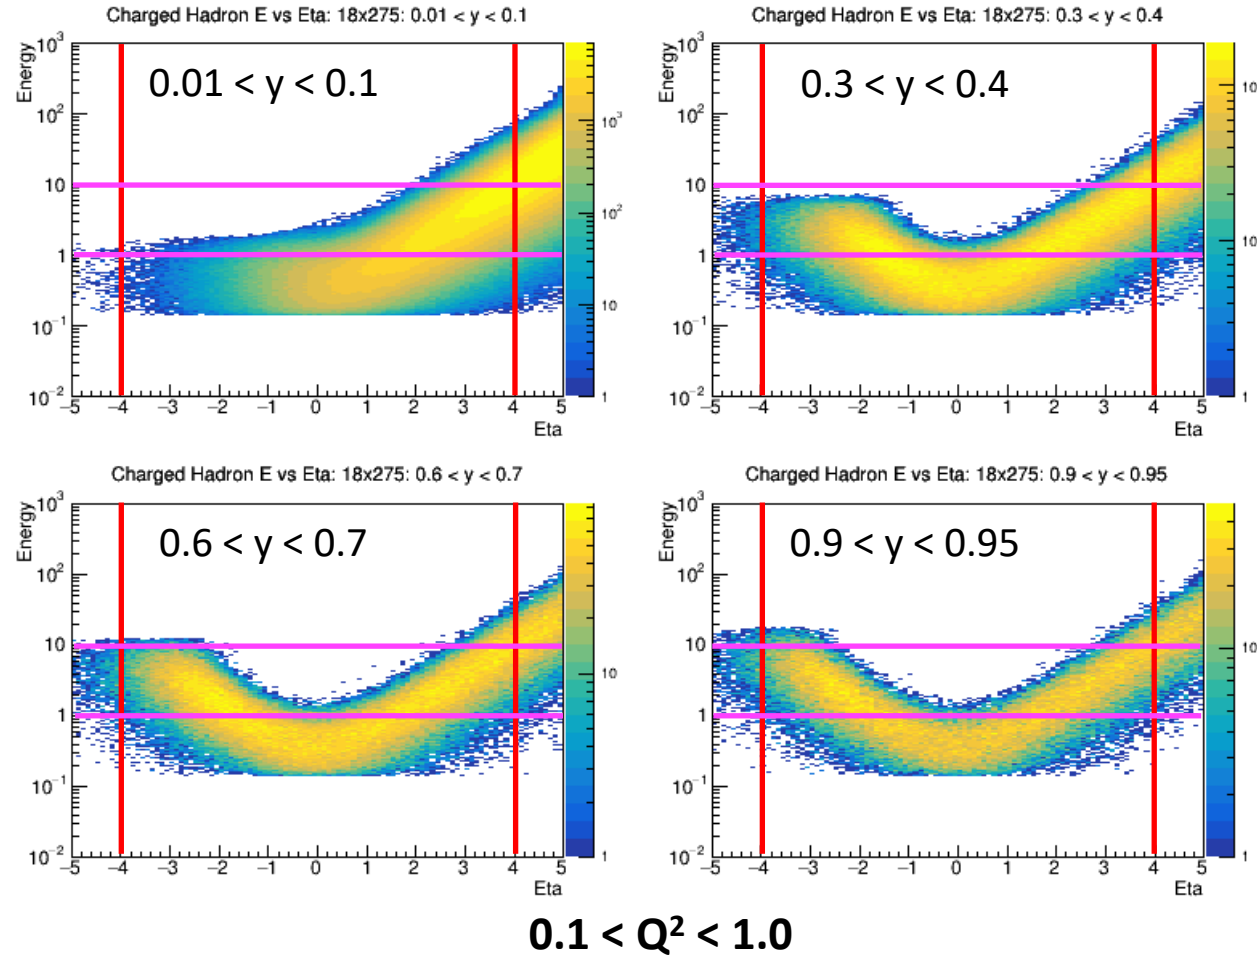 Charged Hadron E vs Eta: 18x275: 0.01 < y < 0.1
Energy
0.01 < y < 0.1
10³
10²
10
1
10⁻¹
10⁻²
−5 −4 −3 −2 −1 0 1 2 3 4 5
Eta
10³
10²
10
1
Charged Hadron E vs Eta: 18x275: 0.3 < y < 0.4
Energy
0.3 < y < 0.4
10³
10²
10
1
10⁻¹
10⁻²
−5 −4 −3 −2 −1 0 1 2 3 4 5
Eta
10
10
1
Charged Hadron E vs Eta: 18x275: 0.6 < y < 0.7
Energy
0.6 < y < 0.7
10³
10²
10
1
10⁻¹
10⁻²
−5 −4 −3 −2 −1 0 1 2 3 4 5
Eta
10
1
Charged Hadron E vs Eta: 18x275: 0.9 < y < 0.95
Energy
0.9 < y < 0.95
10³
10²
10
1
10⁻¹
10⁻²
−5 −4 −3 −2 −1 0 1 2 3 4 5
Eta
10
1
0.1 < Q² < 1.0